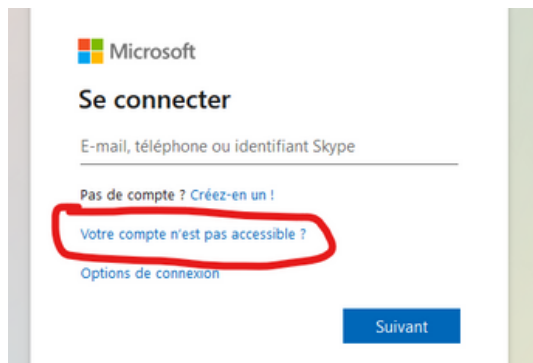 Microsoft
Se connecter
E-mail, téléphone ou identifiant Skype
Pas de compte ? Créez-en un !
Votre compte n'est pas accessible ?
Options de connexion
Suivant